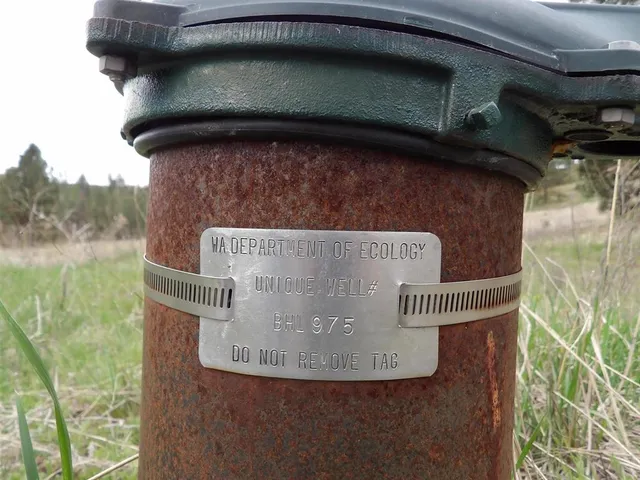 WA DEPARTMENT OF ECOLOGY
UNIQUE WELL#
BHL 975
DO NOT REMOVE TAG